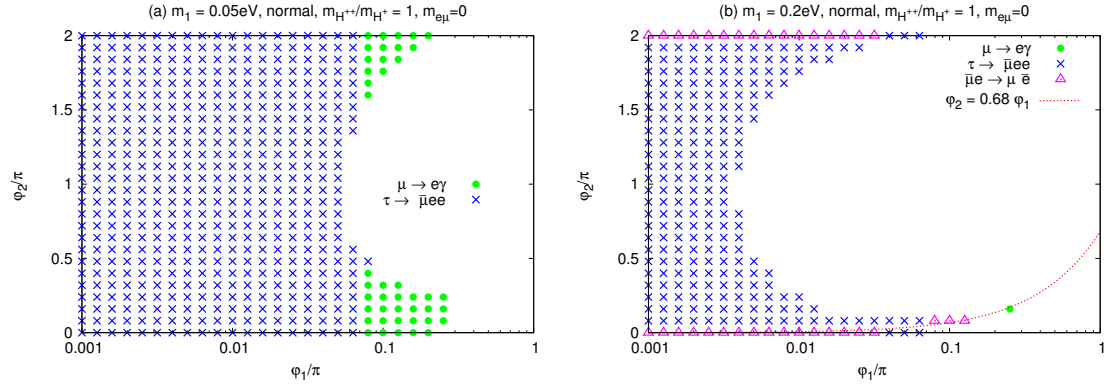 (a) m₁ = 0.05eV, normal, m_H⁺⁺/m_H⁺ = 1, m_eμ=0
2
1.5
1
0.5
0
φ₂/π
μ → eγ
τ → μ̅ee
0.001
0.01
0.1
1
φ₁/π
(b) m₁ = 0.2eV, normal, m_H⁺⁺/m_H⁺ = 1, m_eμ=0
2
1.5
1
0.5
0
φ₂/π
μ → eγ
τ → μ̅ee
μ̅e → μ e̅
φ₂ = 0.68 φ₁
0.001
0.01
0.1
1
φ₁/π